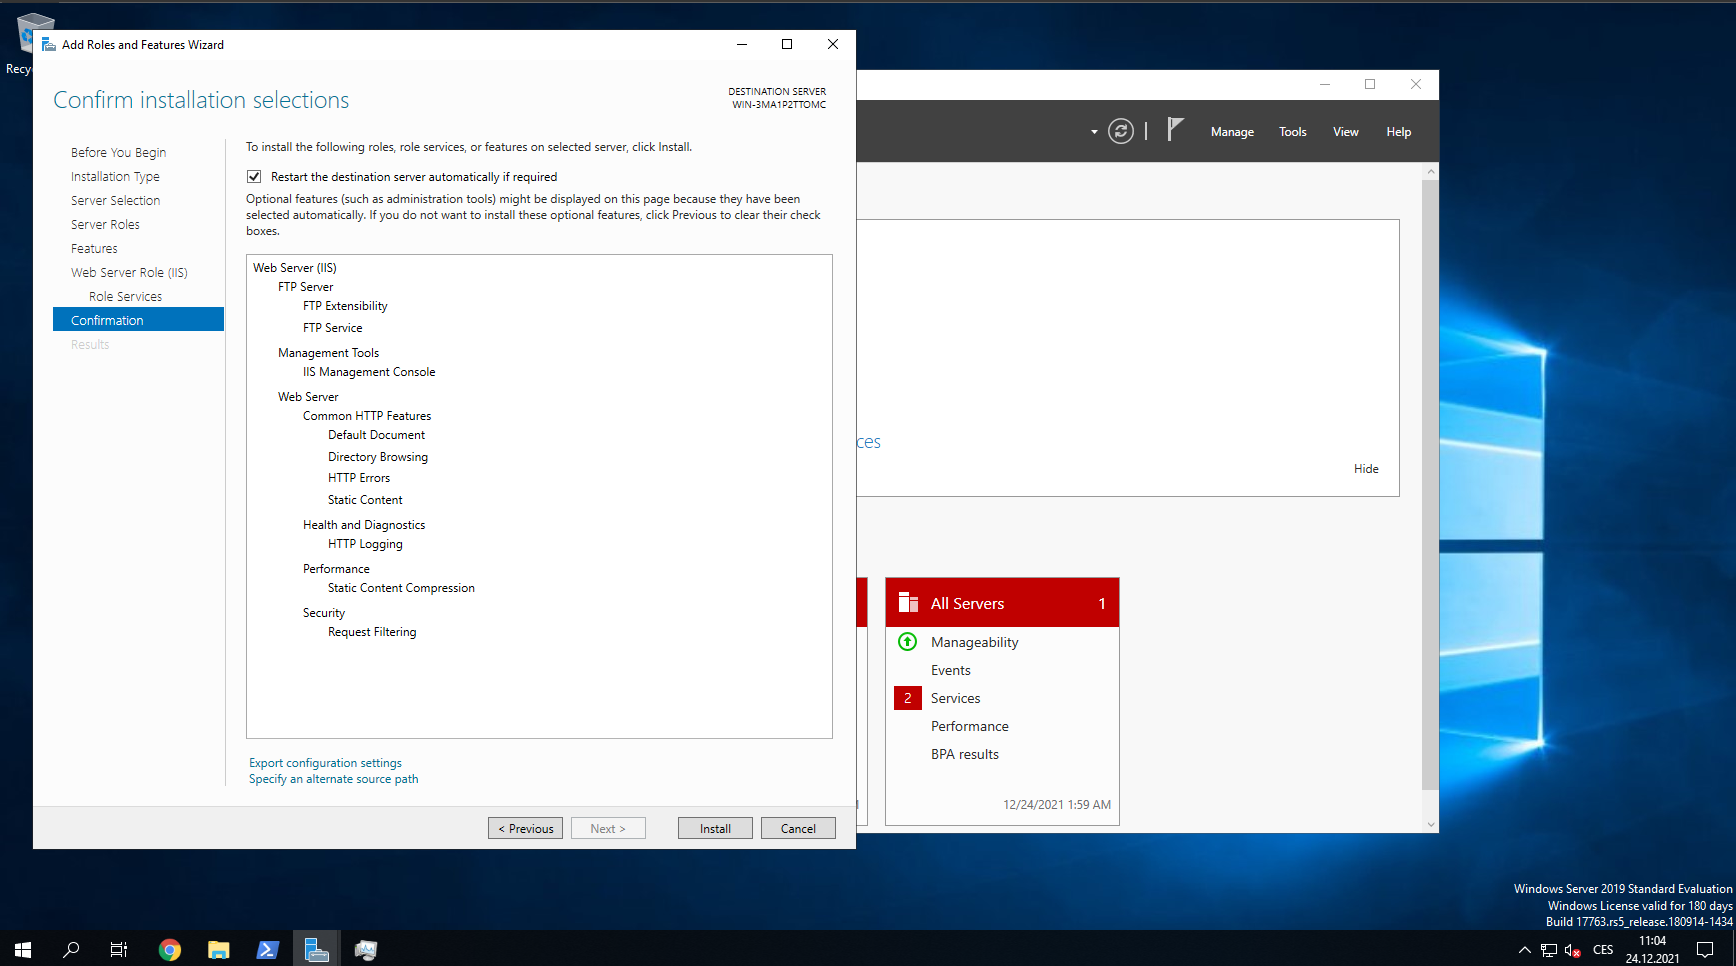 Recy
Add Roles and Features Wizard
Confirm installation selections
DESTINATION SERVER
WIN-3MA1P2TTOMC
Before You Begin
Installation Type
Server Selection
Server Roles
Features
Web Server Role (IIS)
Role Services
Confirmation
Results
To install the following roles, role services, or features on selected server, click Install.
Restart the destination server automatically if required
Optional features (such as administration tools) might be displayed on this page because they have been
selected automatically. If you do not want to install these optional features, click Previous to clear their check
boxes.
Web Server (IIS)
FTP Server
FTP Extensibility
FTP Service
Management Tools
IIS Management Console
Web Server
Common HTTP Features
Default Document
Directory Browsing
HTTP Errors
Static Content
Health and Diagnostics
HTTP Logging
Performance
Static Content Compression
Security
Request Filtering
Export configuration settings
Specify an alternate source path
< Previous
Next >
Install
Cancel
Manage
Tools
View
Help
ces
Hide
All Servers 1
Manageability
Events
2 Services
Performance
BPA results
12/24/2021 1:59 AM
Windows Server 2019 Standard Evaluation
Windows License valid for 180 days
Build 17763.rs5_release.180914-1434
CES
11:04
24.12.2021